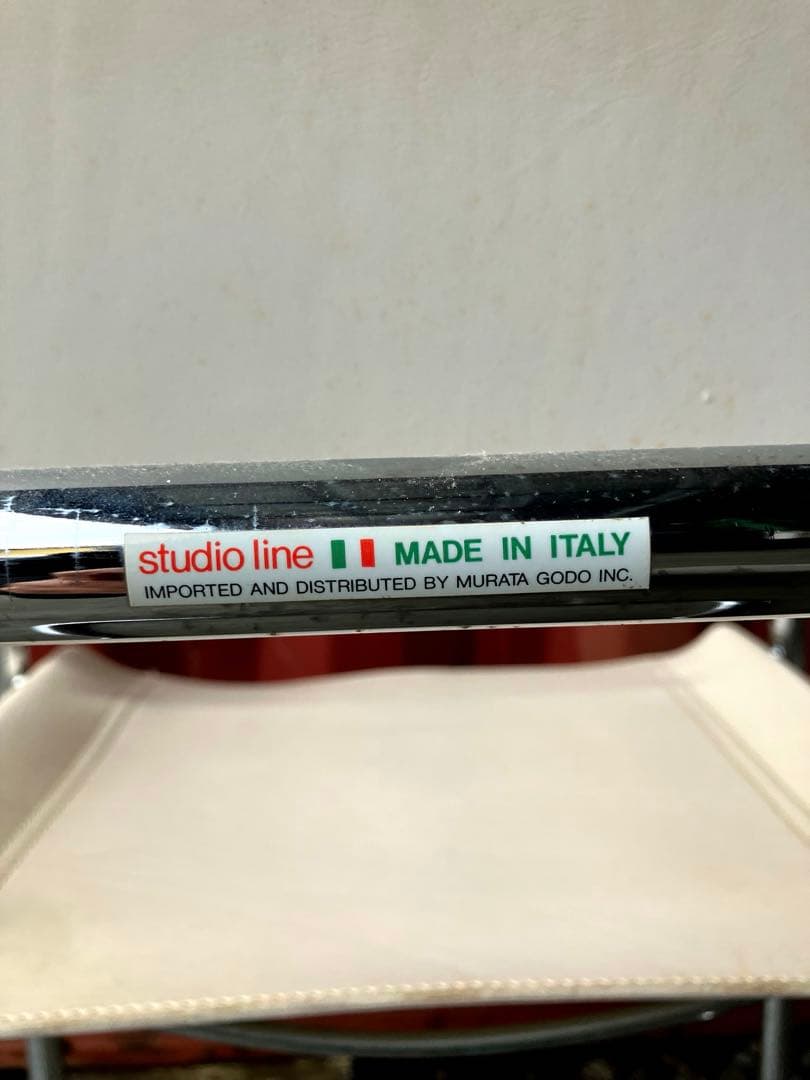 studio line MADE IN ITALY
IMPORTED AND DISTRIBUTED BY MURATA GODO INC.